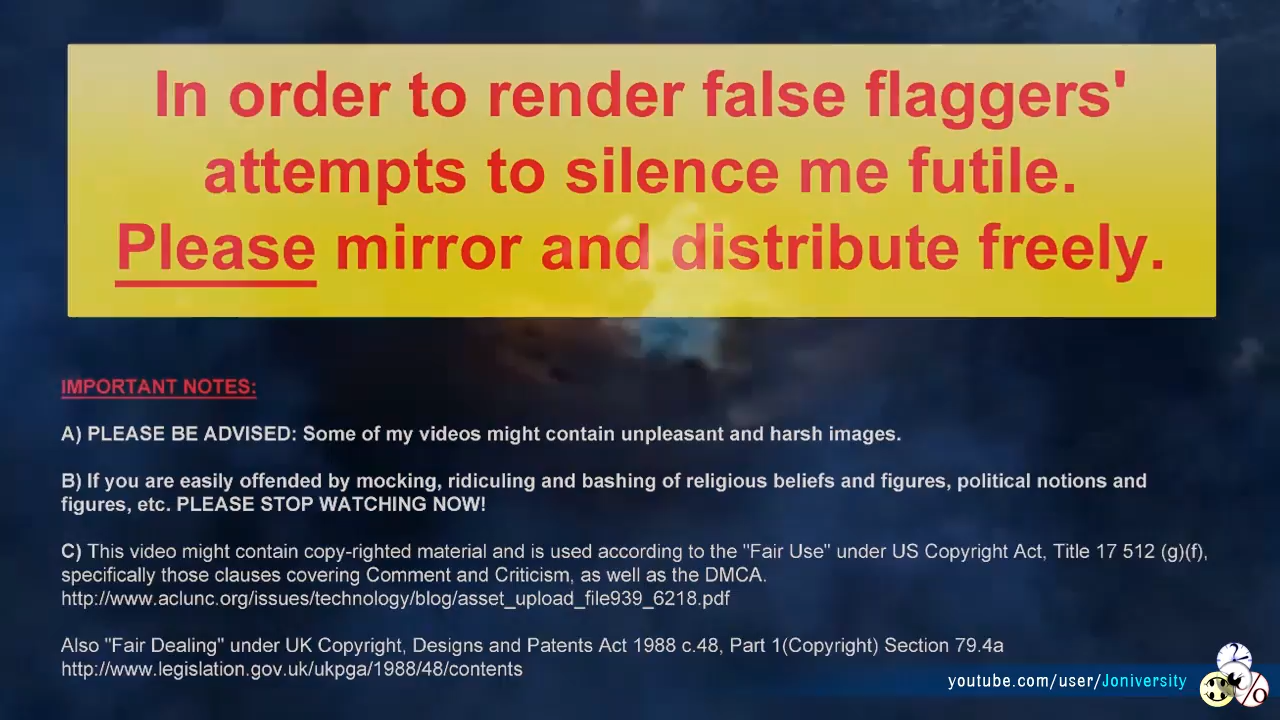 In order to render false flaggers'
attempts to silence me futile.
Please mirror and distribute freely.
IMPORTANT NOTES:
A) PLEASE BE ADVISED: Some of my videos might contain unpleasant and harsh images.
B) If you are easily offended by mocking, ridiculing and bashing of religious beliefs and figures, political notions and
figures, etc. PLEASE STOP WATCHING NOW!
C) This video might contain copy-righted material and is used according to the "Fair Use" under US Copyright Act, Title 17 512 (g)(f),
specifically those clauses covering Comment and Criticism, as well as the DMCA.
http://www.aclunc.org/issues/technology/blog/asset_upload_file939_6218.pdf
Also "Fair Dealing" under UK Copyright, Designs and Patents Act 1988 c.48, Part 1(Copyright) Section 79.4a
http://www.legislation.gov.uk/ukpga/1988/48/contents
youtube.com/user/Joniversity